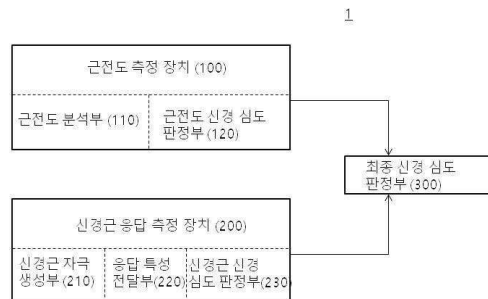 1
근전도 측정 장치 (100)
근전도 분석부 (110)
근전도 신경 심도
판정부 (120)
최종 신경 심도
판정부 (300)
신경근 응답 측정 장치 (200)
신경근 자극
생성부 (210)
응답 특성
전달부 (220)
신경근 신경
심도 판정부 (230)